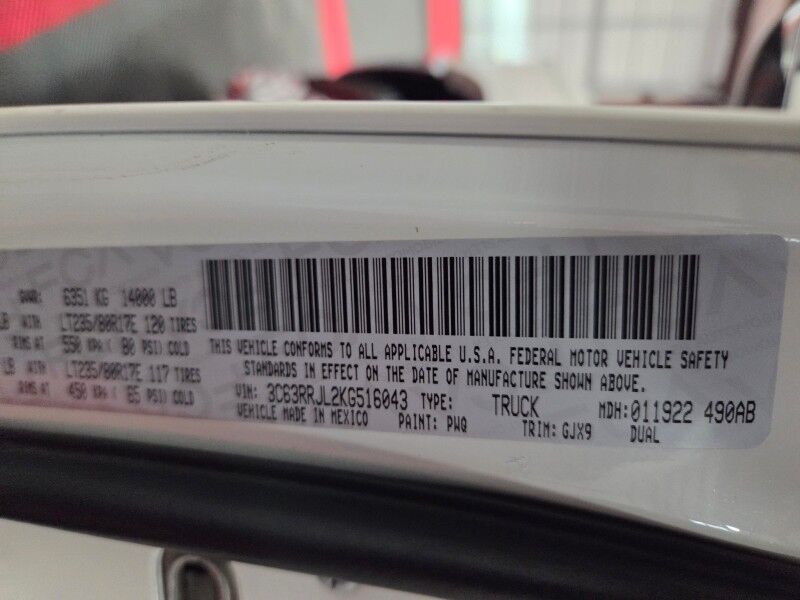 GVWR: 6351 KG 14000 LB
LB WITH LT235/80R17E 120 TIRES
RIMS AT 550 KPA ( 80 PSI) COLD
LB WITH LT235/80R17E 117 TIRES
RIMS AT 450 KPA ( 65 PSI) COLD
THIS VEHICLE CONFORMS TO ALL APPLICABLE U.S.A. FEDERAL MOTOR VEHICLE SAFETY
STANDARDS IN EFFECT ON THE DATE OF MANUFACTURE SHOWN ABOVE.
VIN: 3C63RRJL2KG516043 TYPE: TRUCK MDH:011922 490AB
VEHICLE MADE IN MEXICO PAINT: PWQ TRIM: GJX9 DUAL